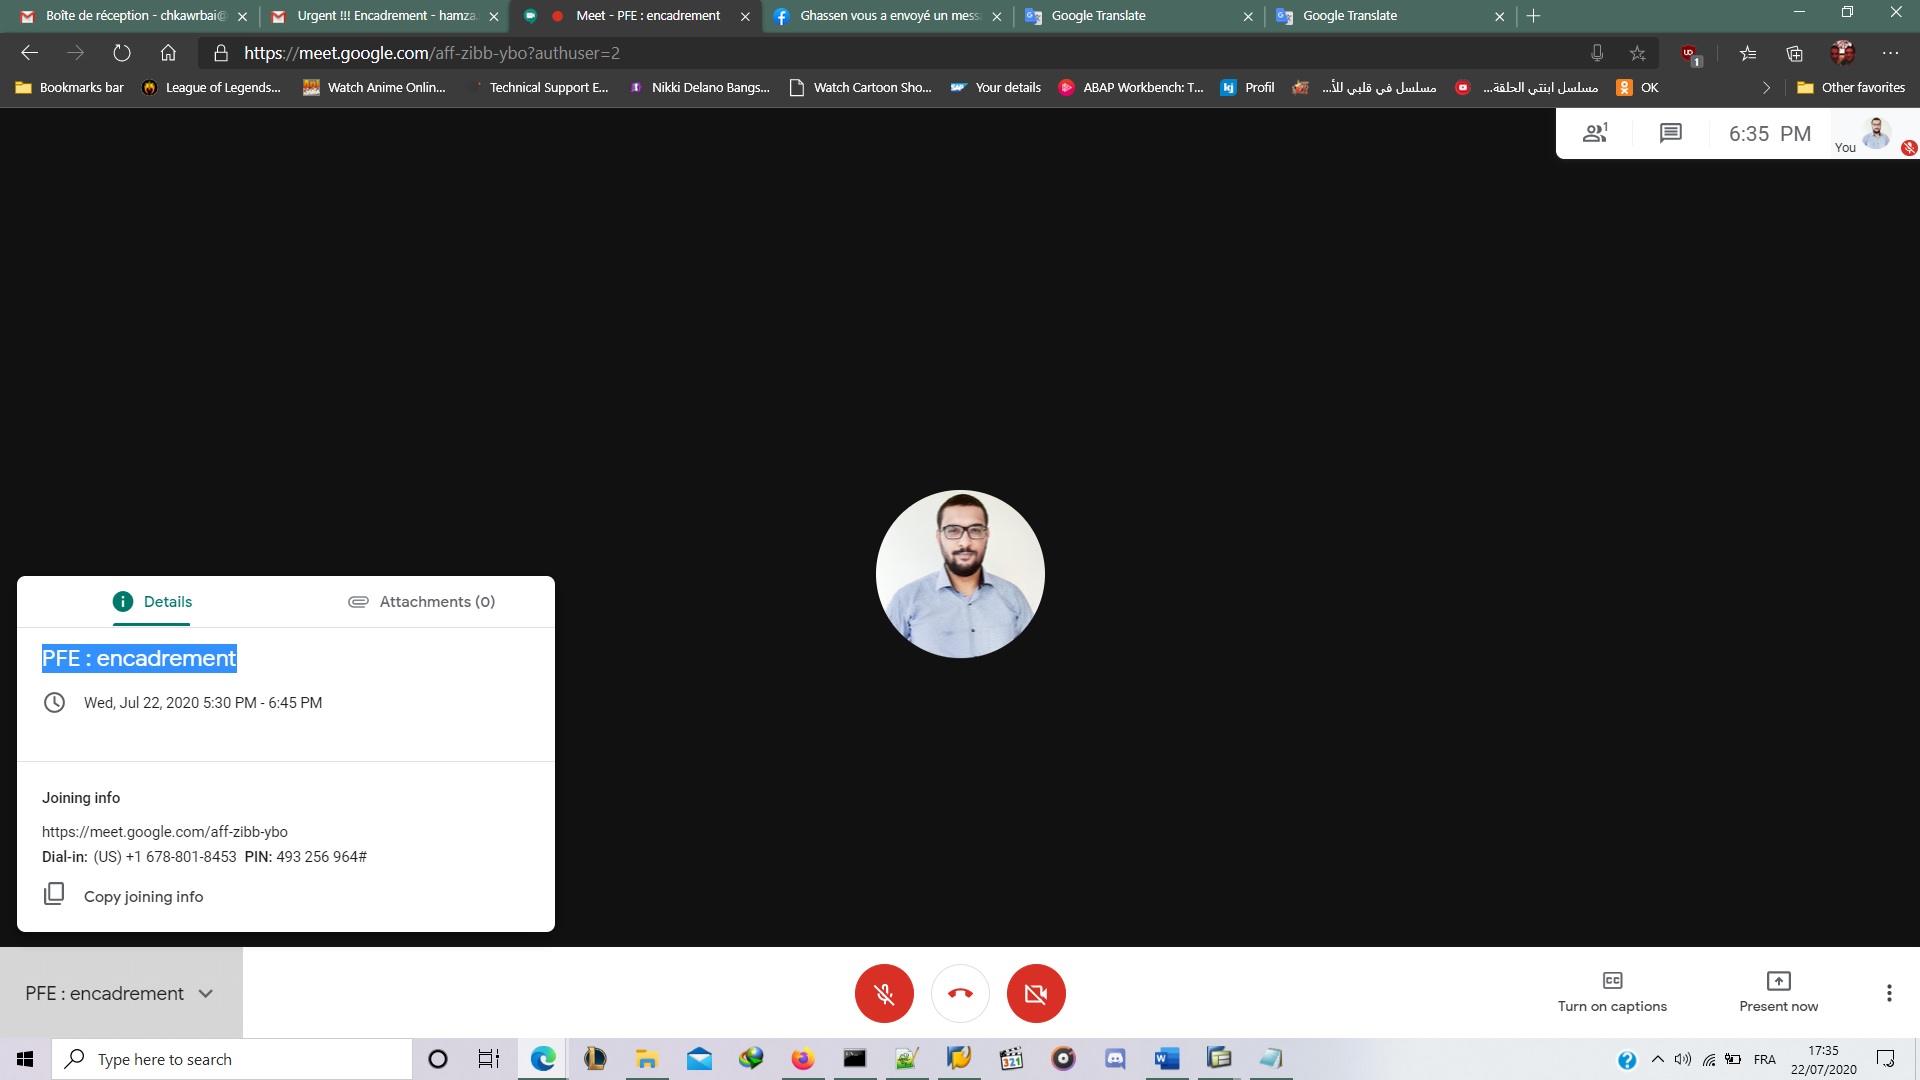 Boîte de réception - chkawrbai@
Urgent !!! Encadrement - hamza.
Meet - PFE : encadrement
Ghassen vous a envoyé un mess
Google Translate
Google Translate
https://meet.google.com/aff-zibb-ybo?authuser=2
1
Bookmarks bar
League of Legends...
Watch Anime Onlin...
Technical Support E...
Nikki Delano Bangs...
Watch Cartoon Sho...
Your details
ABAP Workbench: T...
Profil
مسلسل في قلبي للأ...
مسلسل ابنتي الحلقة...
OK
Other favorites
1
6:35 PM
You
Details
Attachments (0)
PFE : encadrement
Wed, Jul 22, 2020 5:30 PM - 6:45 PM
Joining info
https://meet.google.com/aff-zibb-ybo
Dial-in: (US) +1 678-801-8453 PIN: 493 256 964#
Copy joining info
PFE : encadrement
Turn on captions
Present now
Type here to search
321
FRA
17:35
22/07/2020